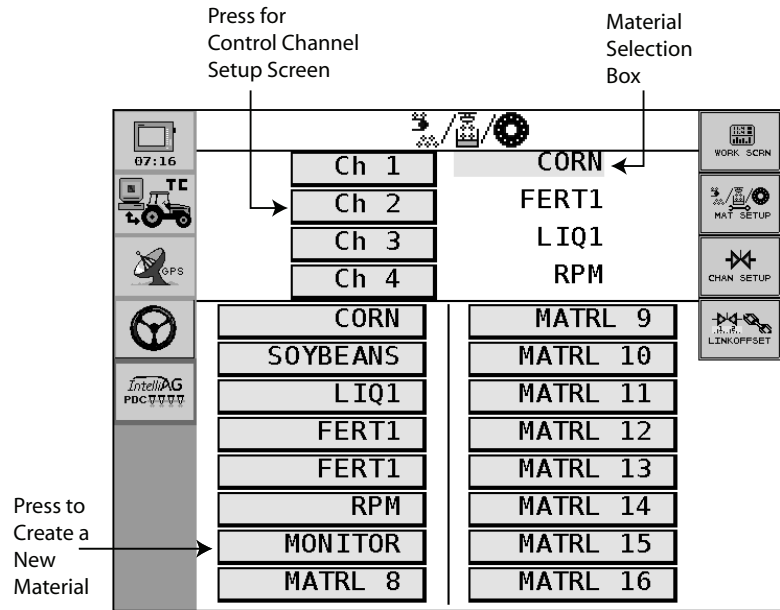 Press for
Control Channel
Setup Screen
Material
Selection
Box
07:16
TC
GPS
IntelliAG
PDC
Ch 1 CORN
Ch 2 FERT1
Ch 3 LIQ1
Ch 4 RPM
CORN MATRL 9
SOYBEANS MATRL 10
LIQ1 MATRL 11
FERT1 MATRL 12
FERT1 MATRL 13
RPM MATRL 14
MONITOR MATRL 15
MATRL 8 MATRL 16
WORK SCRN
MAT SETUP
CHAN SETUP
LINKOFFSET
Press to
Create a
New
Material